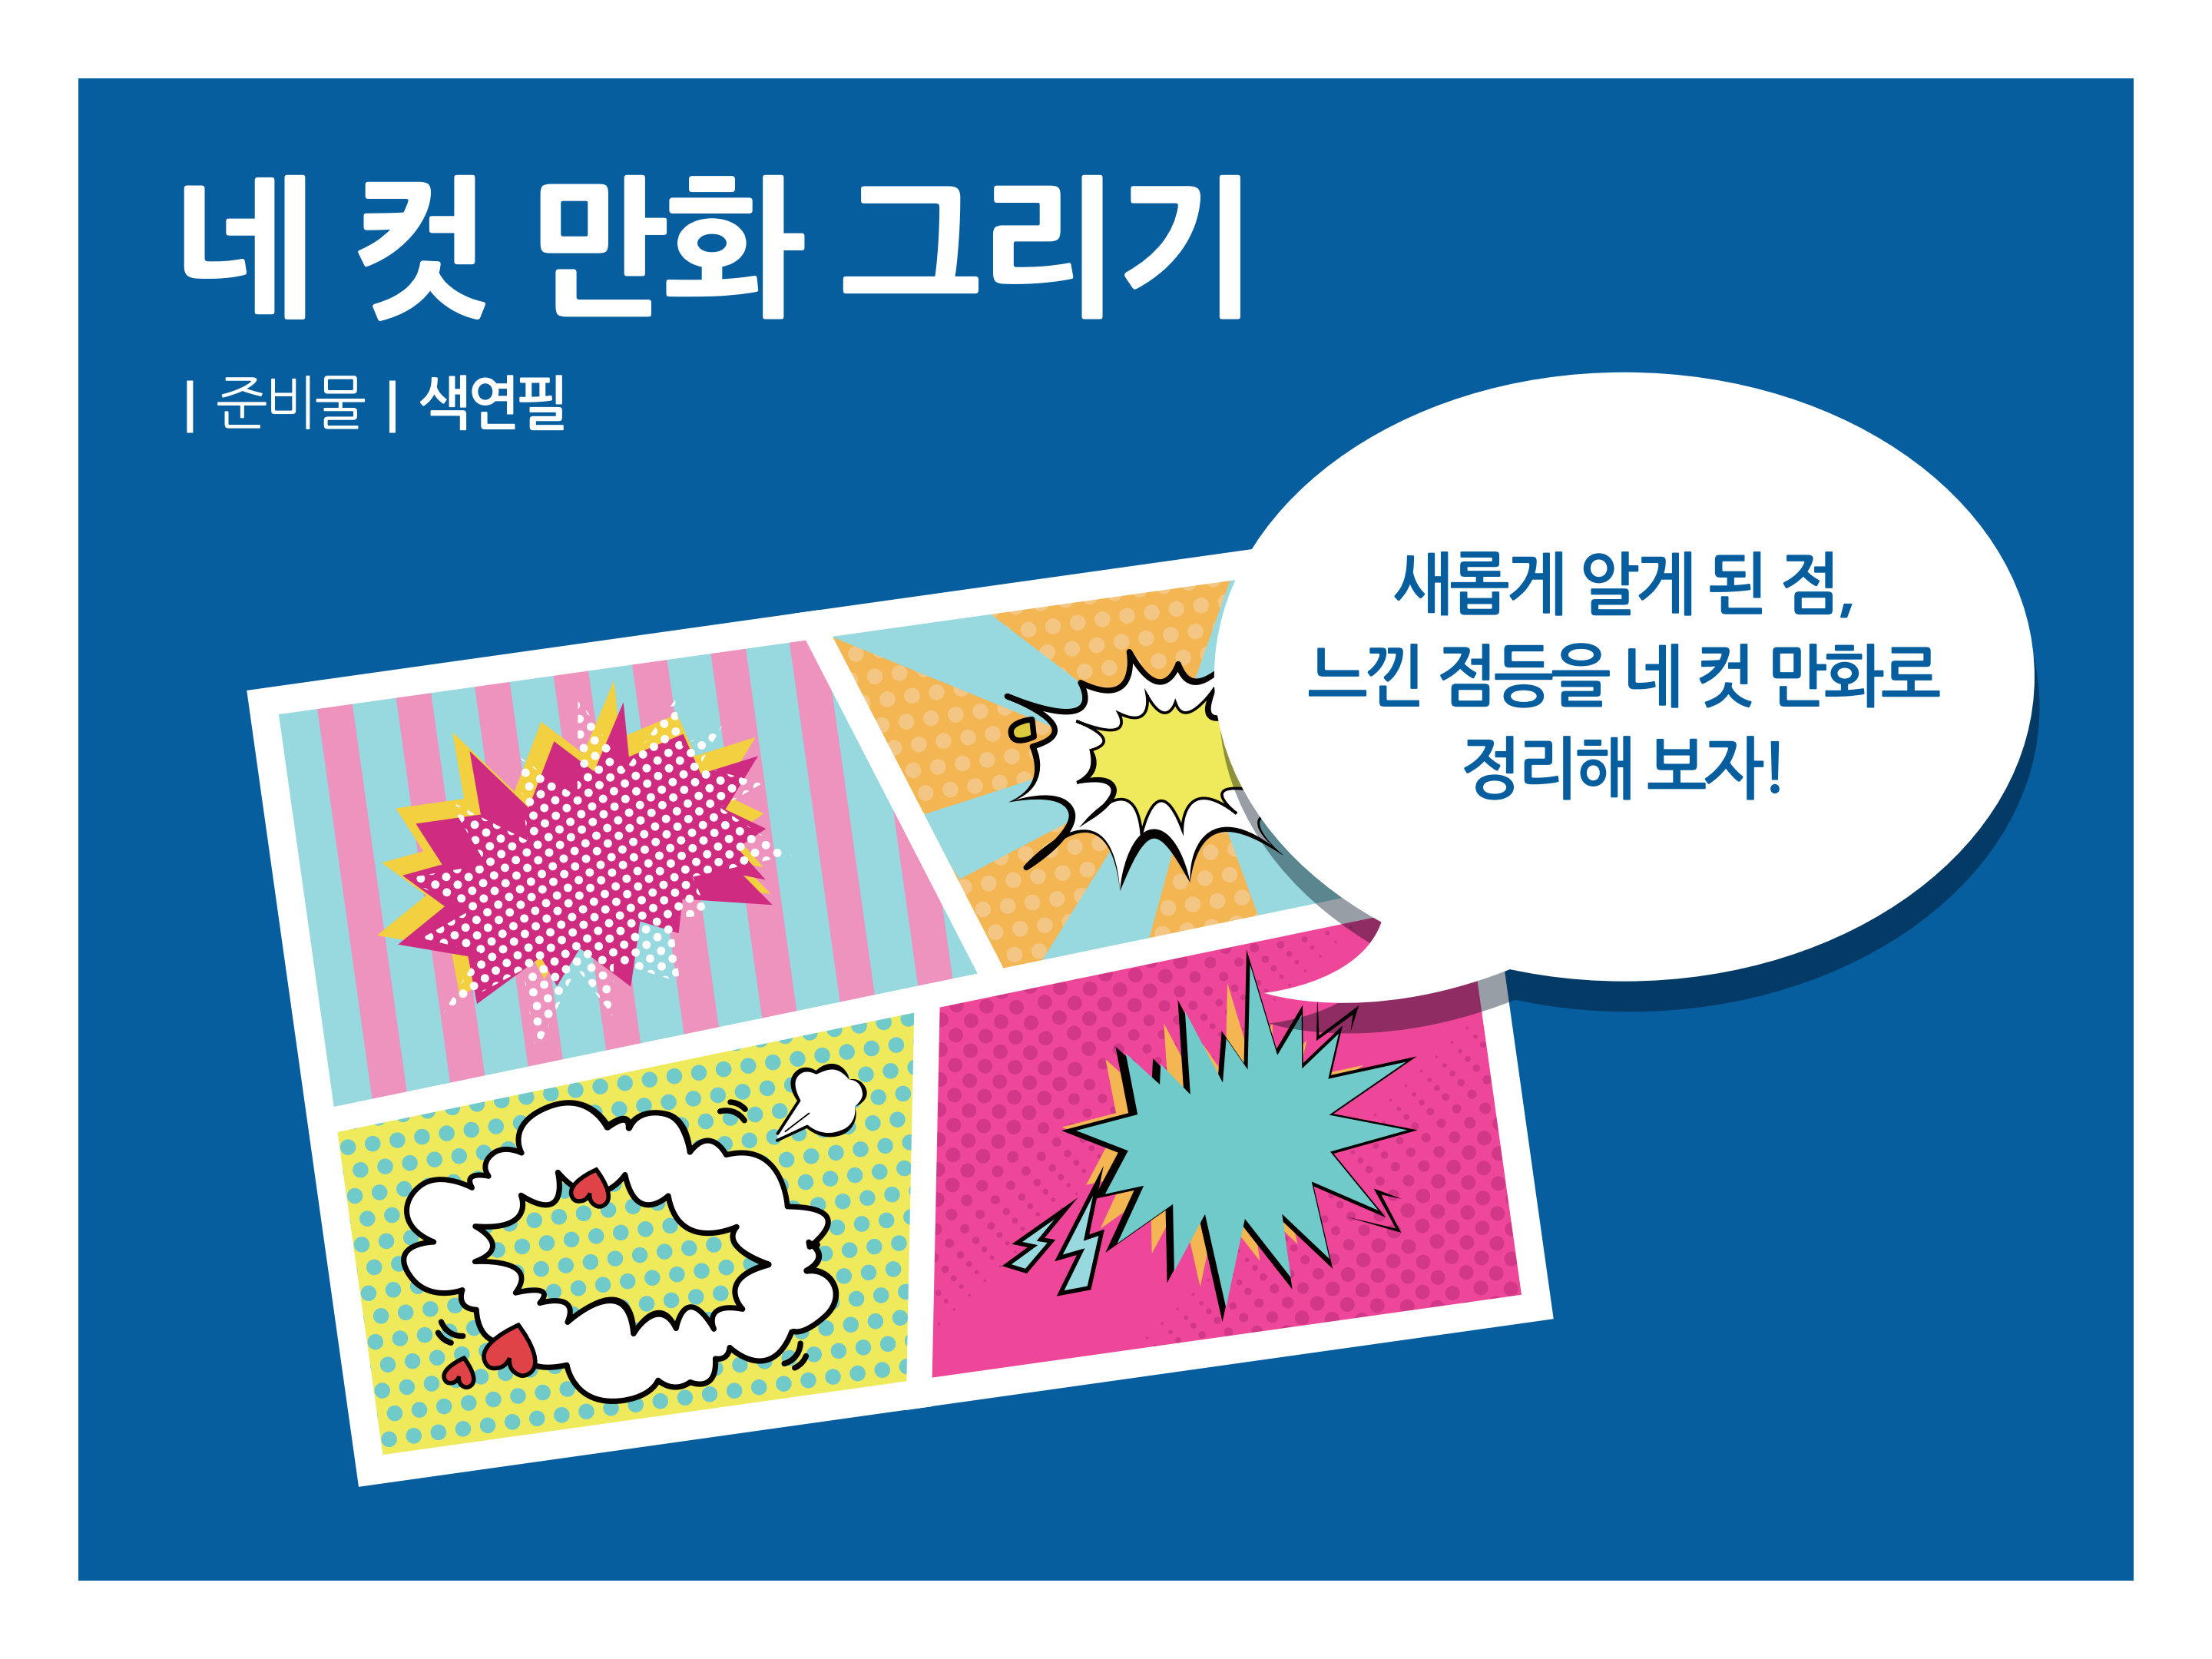 네 컷 만화 그리기
| 준비물 | 색연필
새롭게 알게 된 점,
느낀 점등을 네 컷 만화로
정리해 보자!